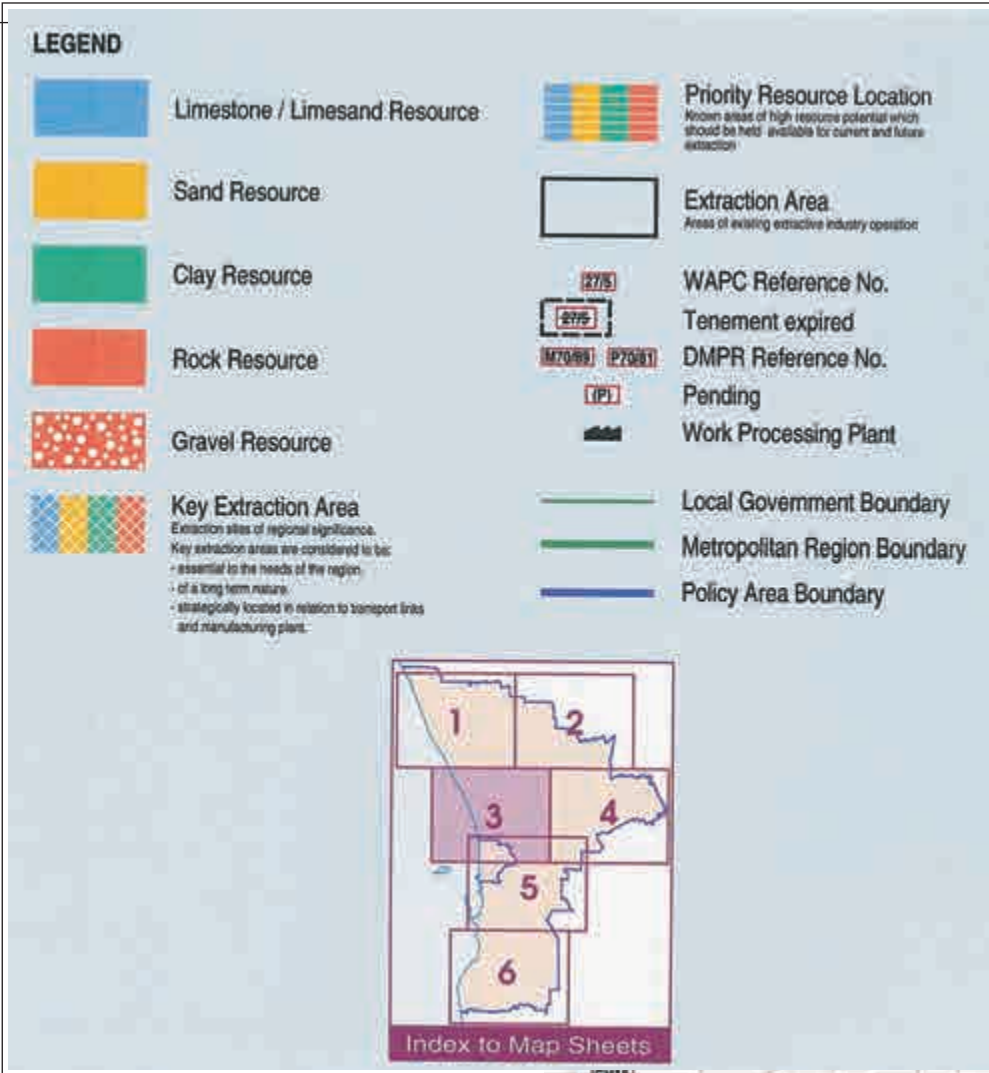 LEGEND
Limestone / Limesand Resource
Sand Resource
Clay Resource
Rock Resource
Gravel Resource
Key Extraction Area
Extraction sites of regional significance.
Key extraction areas are considered to be:
- essential to the needs of the region
- of a long term nature
- strategically located in relation to transport links
and manufacturing plant.
Priority Resource Location
Known areas of high resource potential which
should be held available for current and future
extraction
Extraction Area
Areas of existing extractive industry operation
27/5
WAPC Reference No.
27/5
Tenement expired
M70/89 P70/81
DMPR Reference No.
(P)
Pending
Work Processing Plant
Local Government Boundary
Metropolitan Region Boundary
Policy Area Boundary
1
2
3
4
5
6
Index to Map Sheets